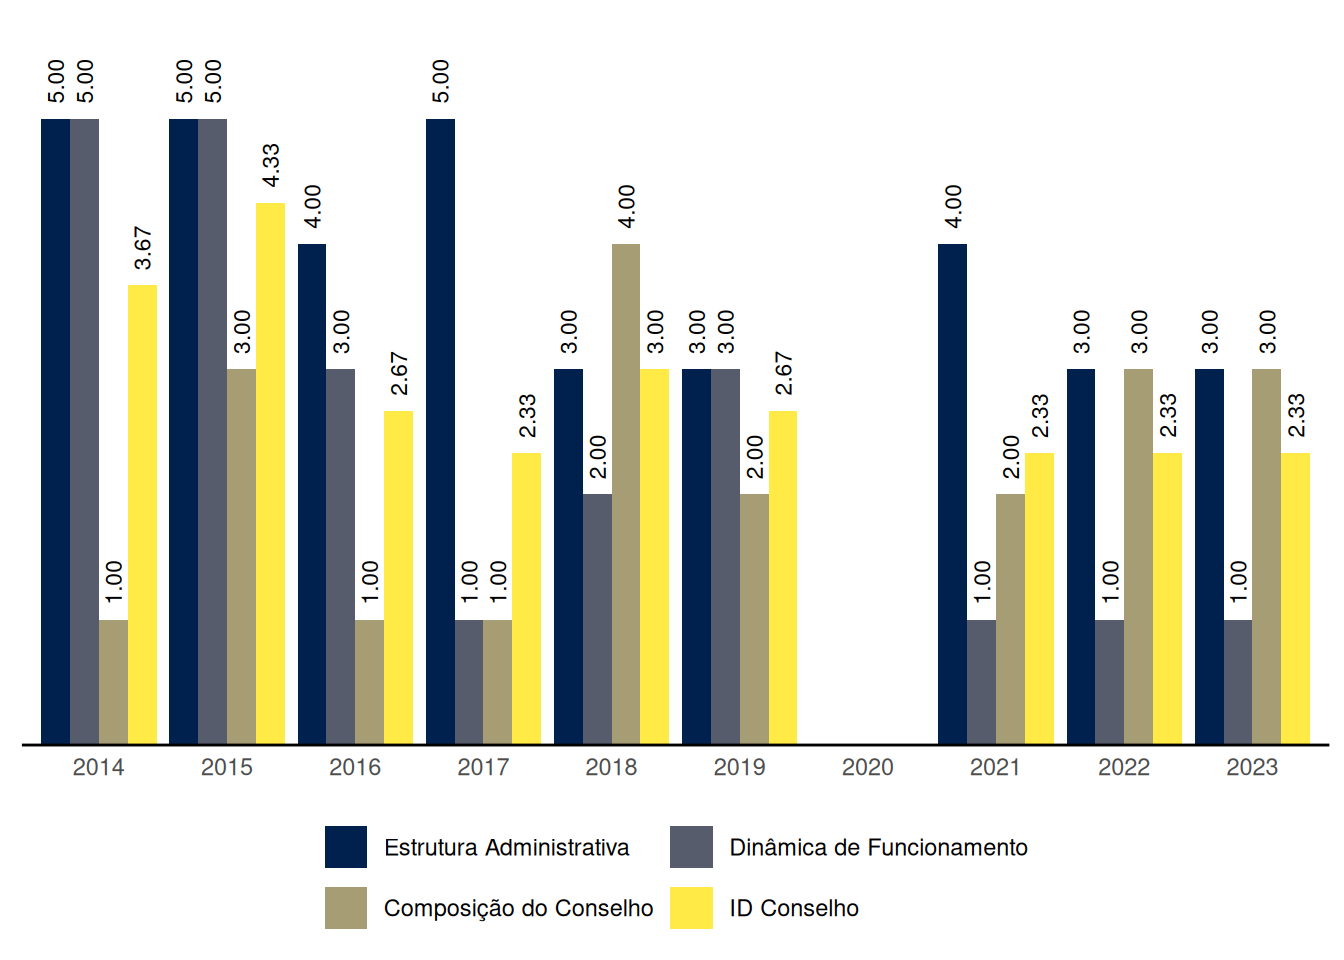 5.00 5.00 1.00 3.67
5.00 5.00 3.00 4.33
4.00 3.00 1.00 2.67
5.00 1.00 1.00 2.33
3.00 2.00 4.00 3.00
3.00 3.00 2.00 2.67
4.00 1.00 2.00 2.33
3.00 1.00 3.00 2.33
3.00 1.00 3.00 2.33
2014 2015 2016 2017 2018 2019 2020 2021 2022 2023
Estrutura Administrativa Dinâmica de Funcionamento
Composição do Conselho ID Conselho